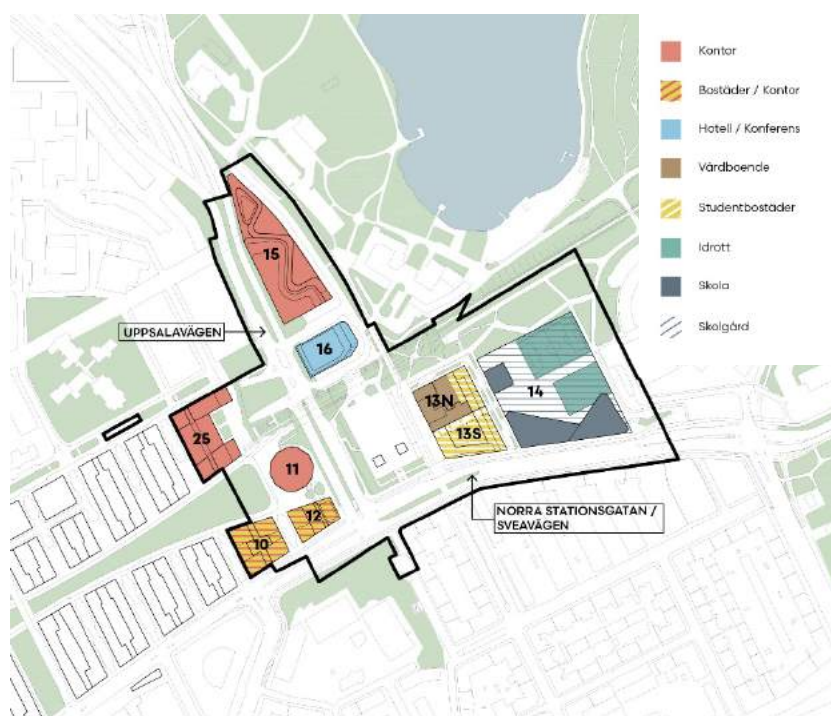 Kontor
Bostäder / Kontor
Hotell / Konferens
Vårdboende
Studentbostäder
Idrott
Skola
Skolgård
15
UPPSALAVÄGEN
16
14
13N
13S
25
11
12
10
NORRA STATIONSGATAN /
SVEAVÄGEN